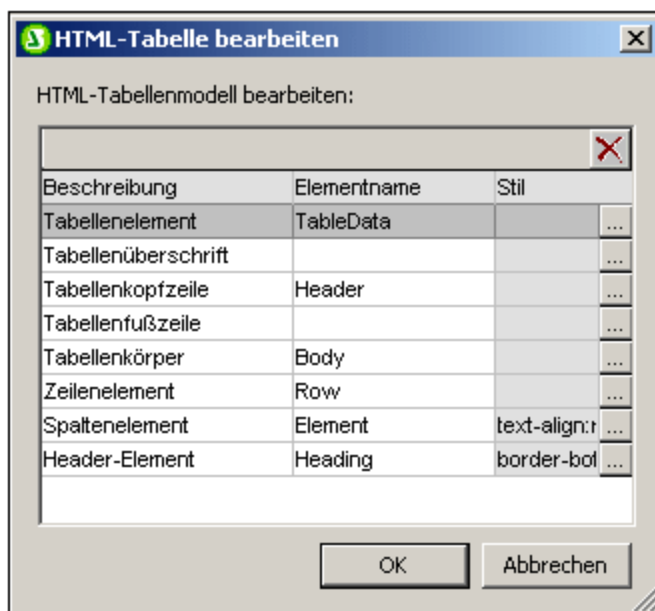 HTML-Tabelle bearbeiten
HTML-Tabellenmodell bearbeiten:
Beschreibung Elementname Stil
Tabellenelement TableData ...
Tabellenüberschrift ...
Tabellenkopfzeile Header ...
Tabellenfußzeile ...
Tabellenkörper Body ...
Zeilenelement Row ...
Spaltenelement Element text-align:r ...
Header-Element Heading border-bot ...
OK Abbrechen